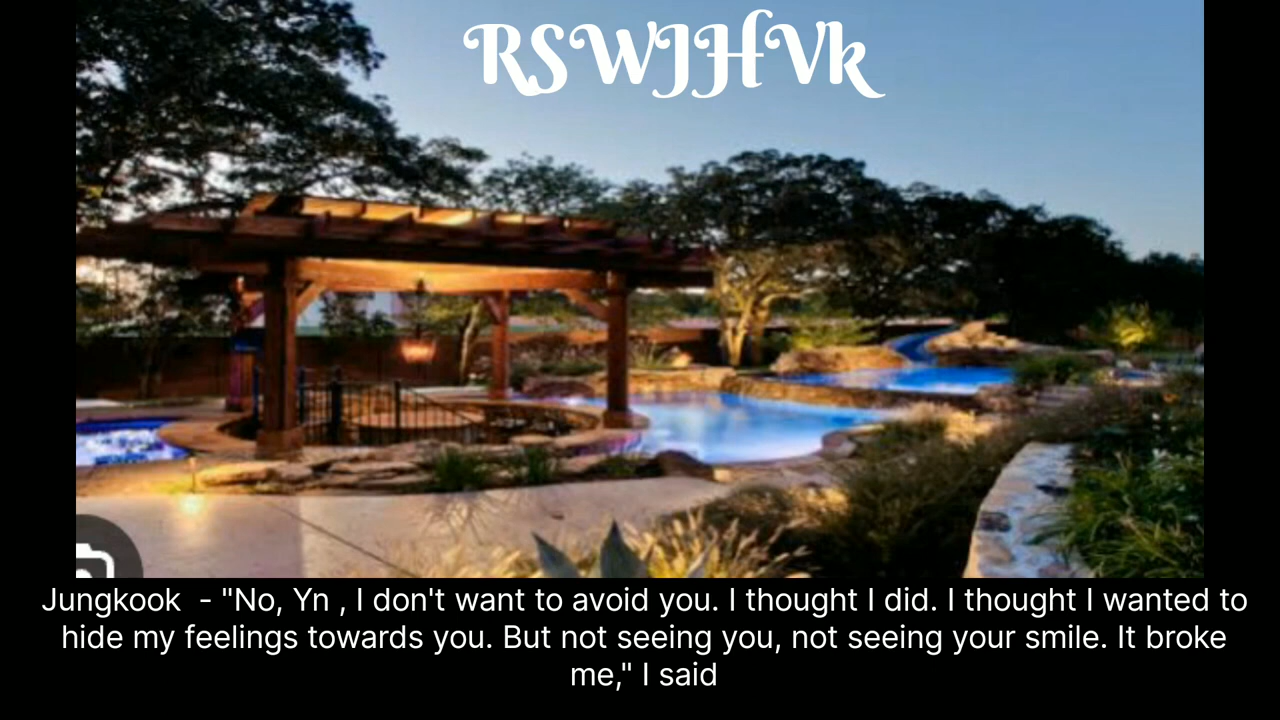 RSWJJHVk
Jungkook  - "No, Yn , I don't want to avoid you. I thought I did. I thought I wanted to
hide my feelings towards you. But not seeing you, not seeing your smile. It broke
me," I said